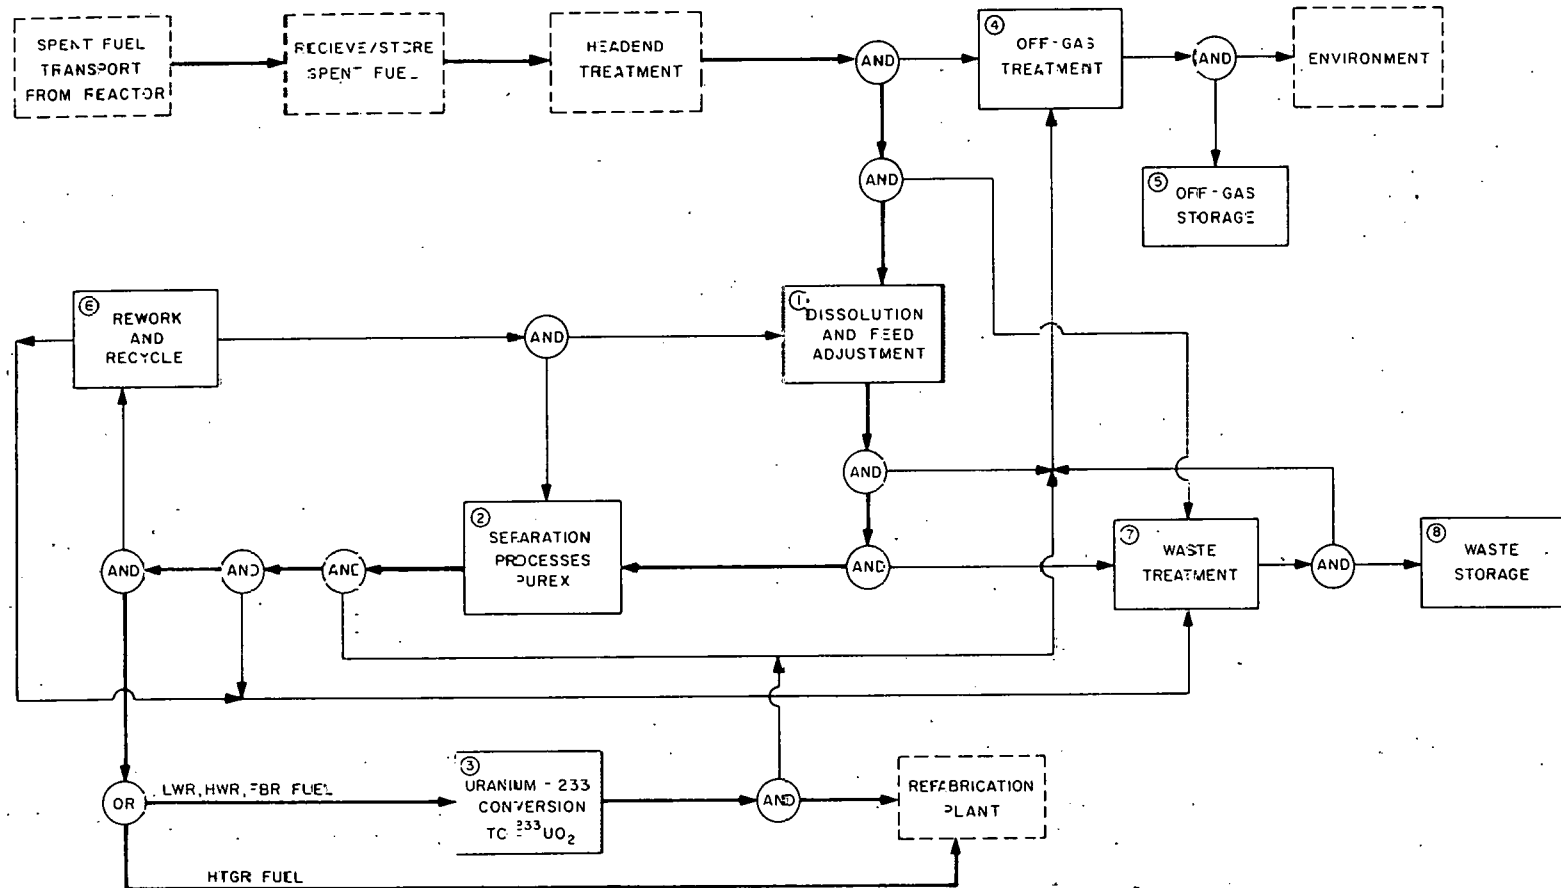 SPENT FUEL
TRANSPORT
FROM REACTOR
RECIEVE/STORE
SPENT FUEL
HEADEND
TREATMENT
AND
④
OFF-GAS
TREATMENT
AND
ENVIRONMENT
AND
⑤
OFF-GAS
STORAGE
⑥
REWORK
AND
RECYCLE
AND
①
DISSOLUTION
AND FEED
ADJUSTMENT
AND
②
SEPARATION
PROCESSES
PUREX
AND
AND
AND
AND
⑦
WASTE
TREATMENT
AND
⑧
WASTE
STORAGE
OR
LWR, HWR, FBR FUEL
③
URANIUM-233
CONVERSION
TO ²³³UO₂
AND
REFABRICATION
PLANT
HTGR FUEL